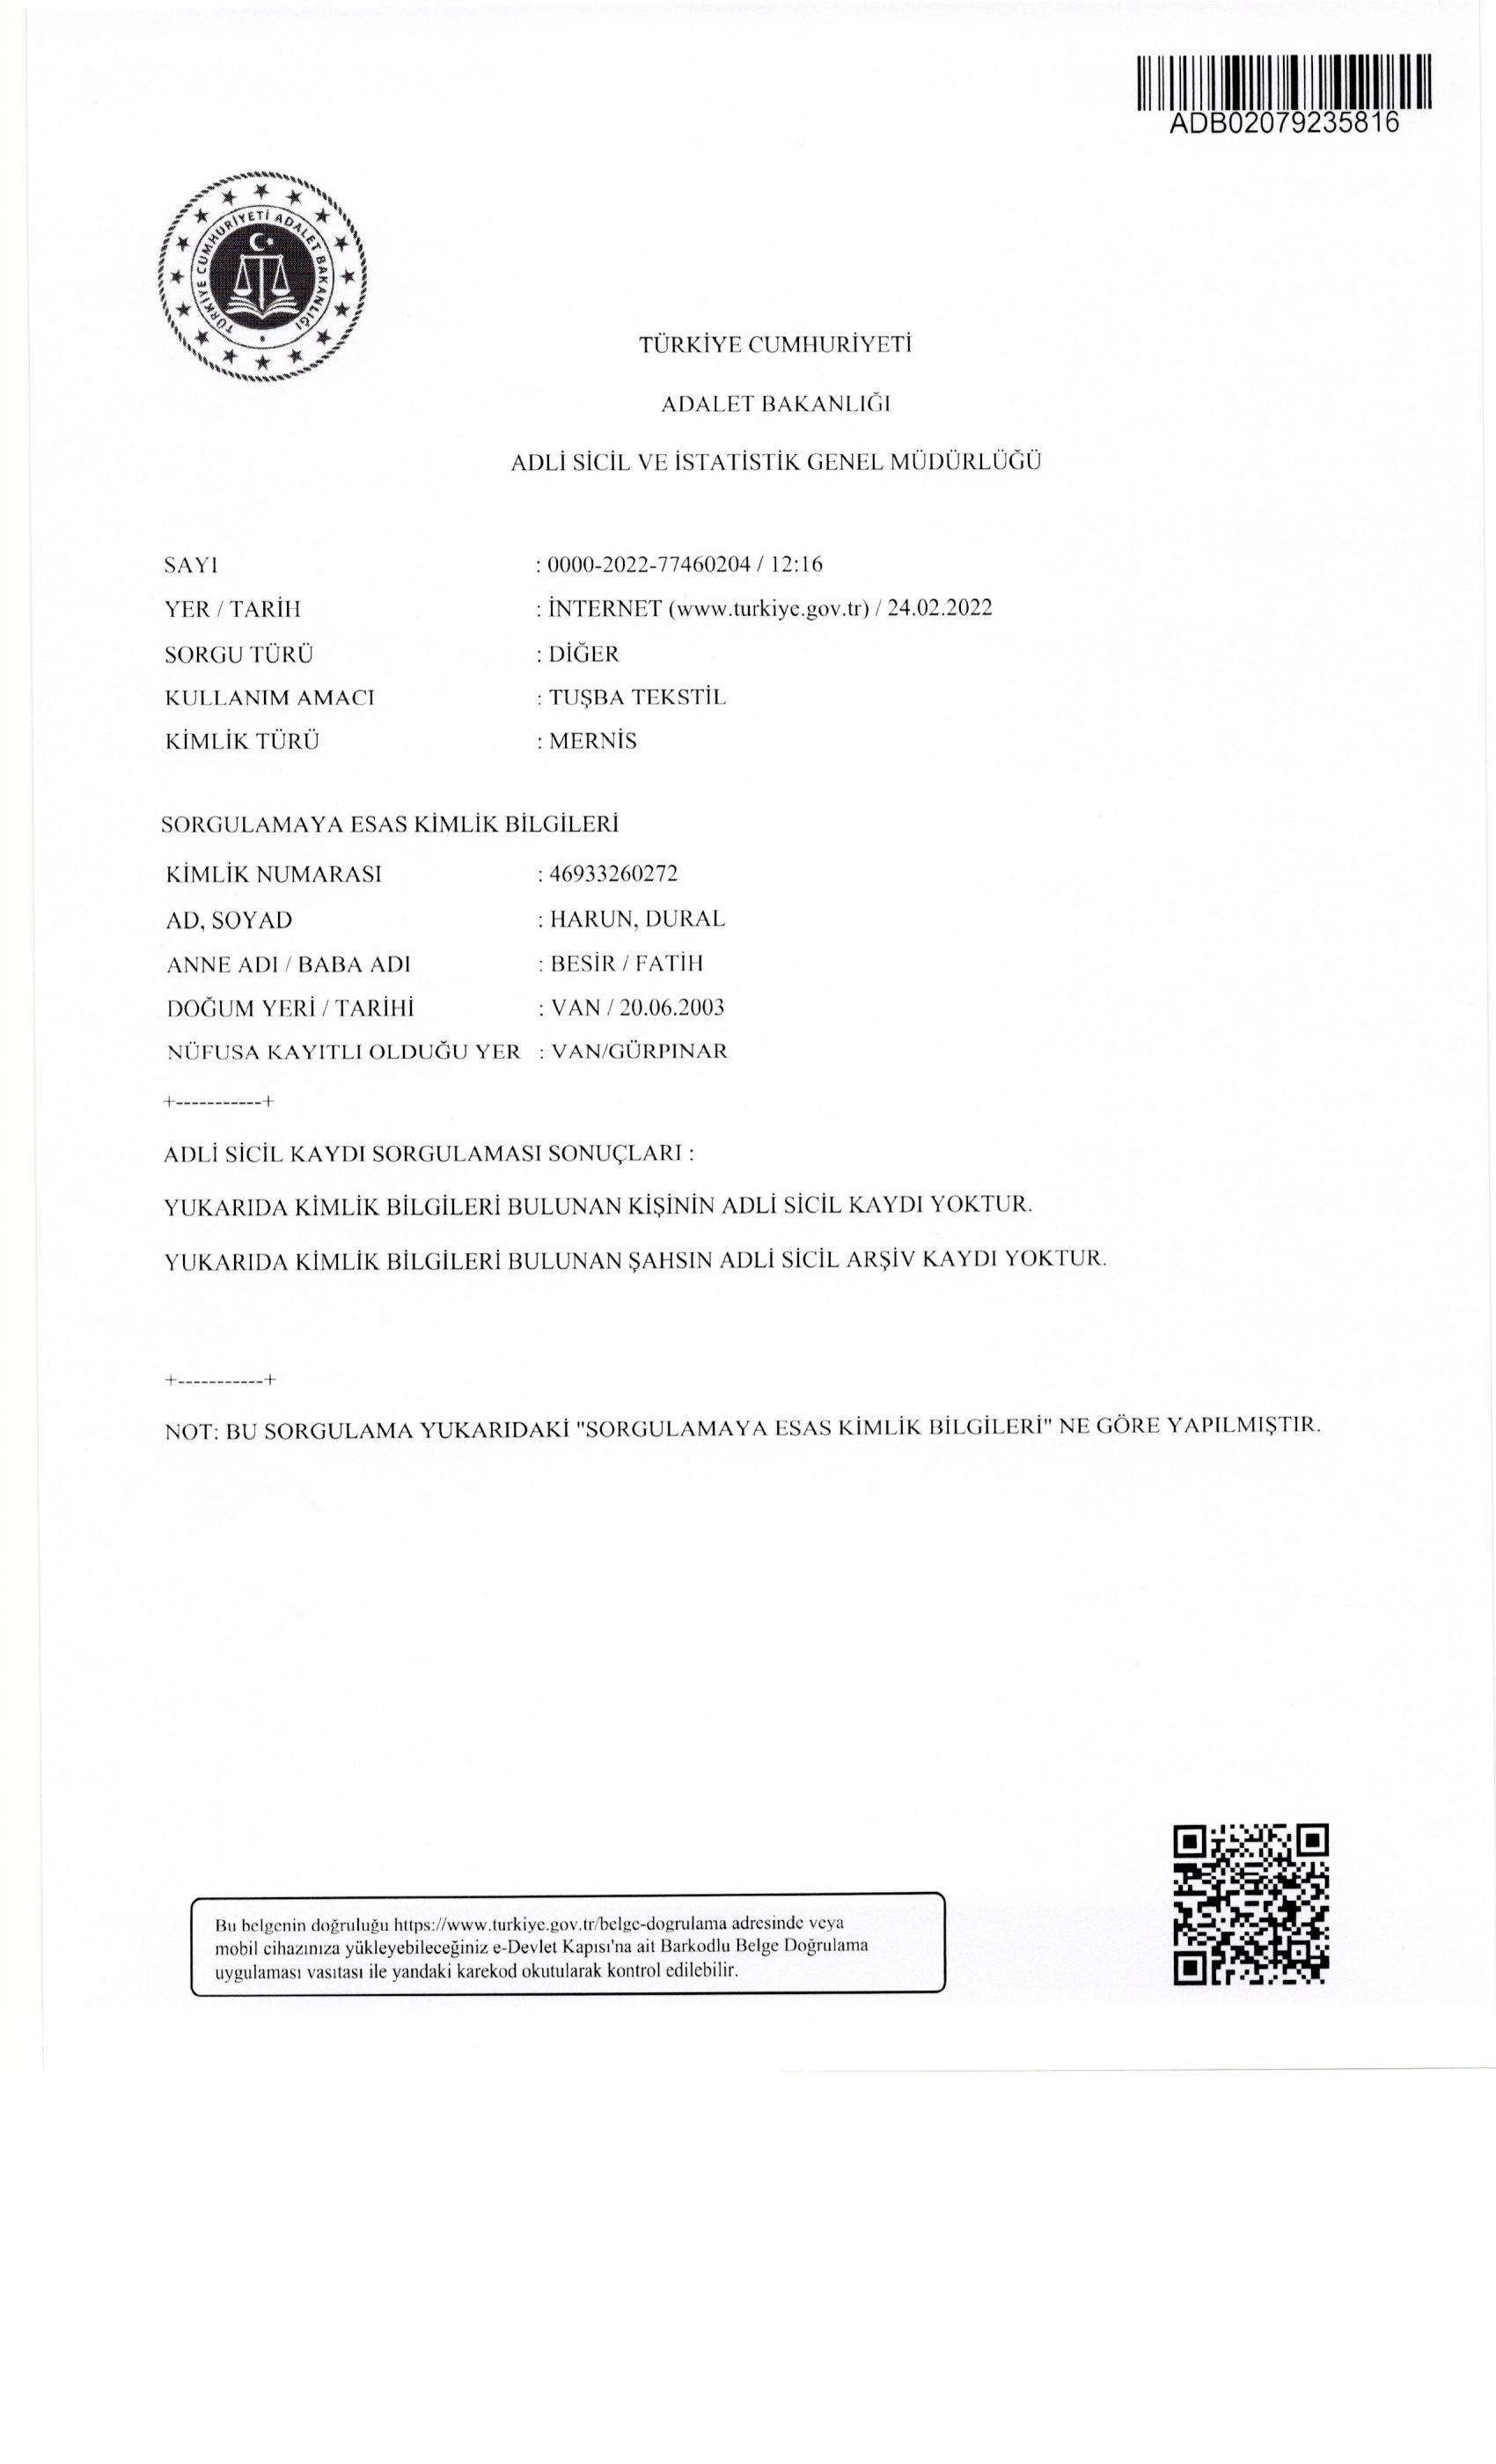 ADB02079235816
TÜRKİYE CUMHURİYETİ ADALET BAKANLIĞI
TÜRKİYE CUMHURİYETİ
ADALET BAKANLIĞI
ADLİ SİCİL VE İSTATİSTİK GENEL MÜDÜRLÜĞÜ
SAYI : 0000-2022-77460204 / 12:16
YER / TARİH : İNTERNET (www.turkiye.gov.tr) / 24.02.2022
SORGU TÜRÜ : DİĞER
KULLANIM AMACI : TUŞBA TEKSTİL
KİMLİK TÜRÜ : MERNİS
SORGULAMAYA ESAS KİMLİK BİLGİLERİ
KİMLİK NUMARASI : 46933260272
AD, SOYAD : HARUN, DURAL
ANNE ADI / BABA ADI : BESİR / FATİH
DOĞUM YERİ / TARİHİ : VAN / 20.06.2003
NÜFUSA KAYITLI OLDUĞU YER : VAN/GÜRPINAR
+-----------+
ADLİ SİCİL KAYDI SORGULAMASI SONUÇLARI :
YUKARIDA KİMLİK BİLGİLERİ BULUNAN KİŞİNİN ADLİ SİCİL KAYDI YOKTUR.
YUKARIDA KİMLİK BİLGİLERİ BULUNAN ŞAHSIN ADLİ SİCİL ARŞİV KAYDI YOKTUR.
+-----------+
NOT: BU SORGULAMA YUKARIDAKİ "SORGULAMAYA ESAS KİMLİK BİLGİLERİ" NE GÖRE YAPILMIŞTIR.
Bu belgenin doğruluğu https://www.turkiye.gov.tr/belge-dogrulama adresinde veya
mobil cihazınıza yükleyebileceğiniz e-Devlet Kapısı'na ait Barkodlu Belge Doğrulama
uygulaması vasıtası ile yandaki karekod okutularak kontrol edilebilir.